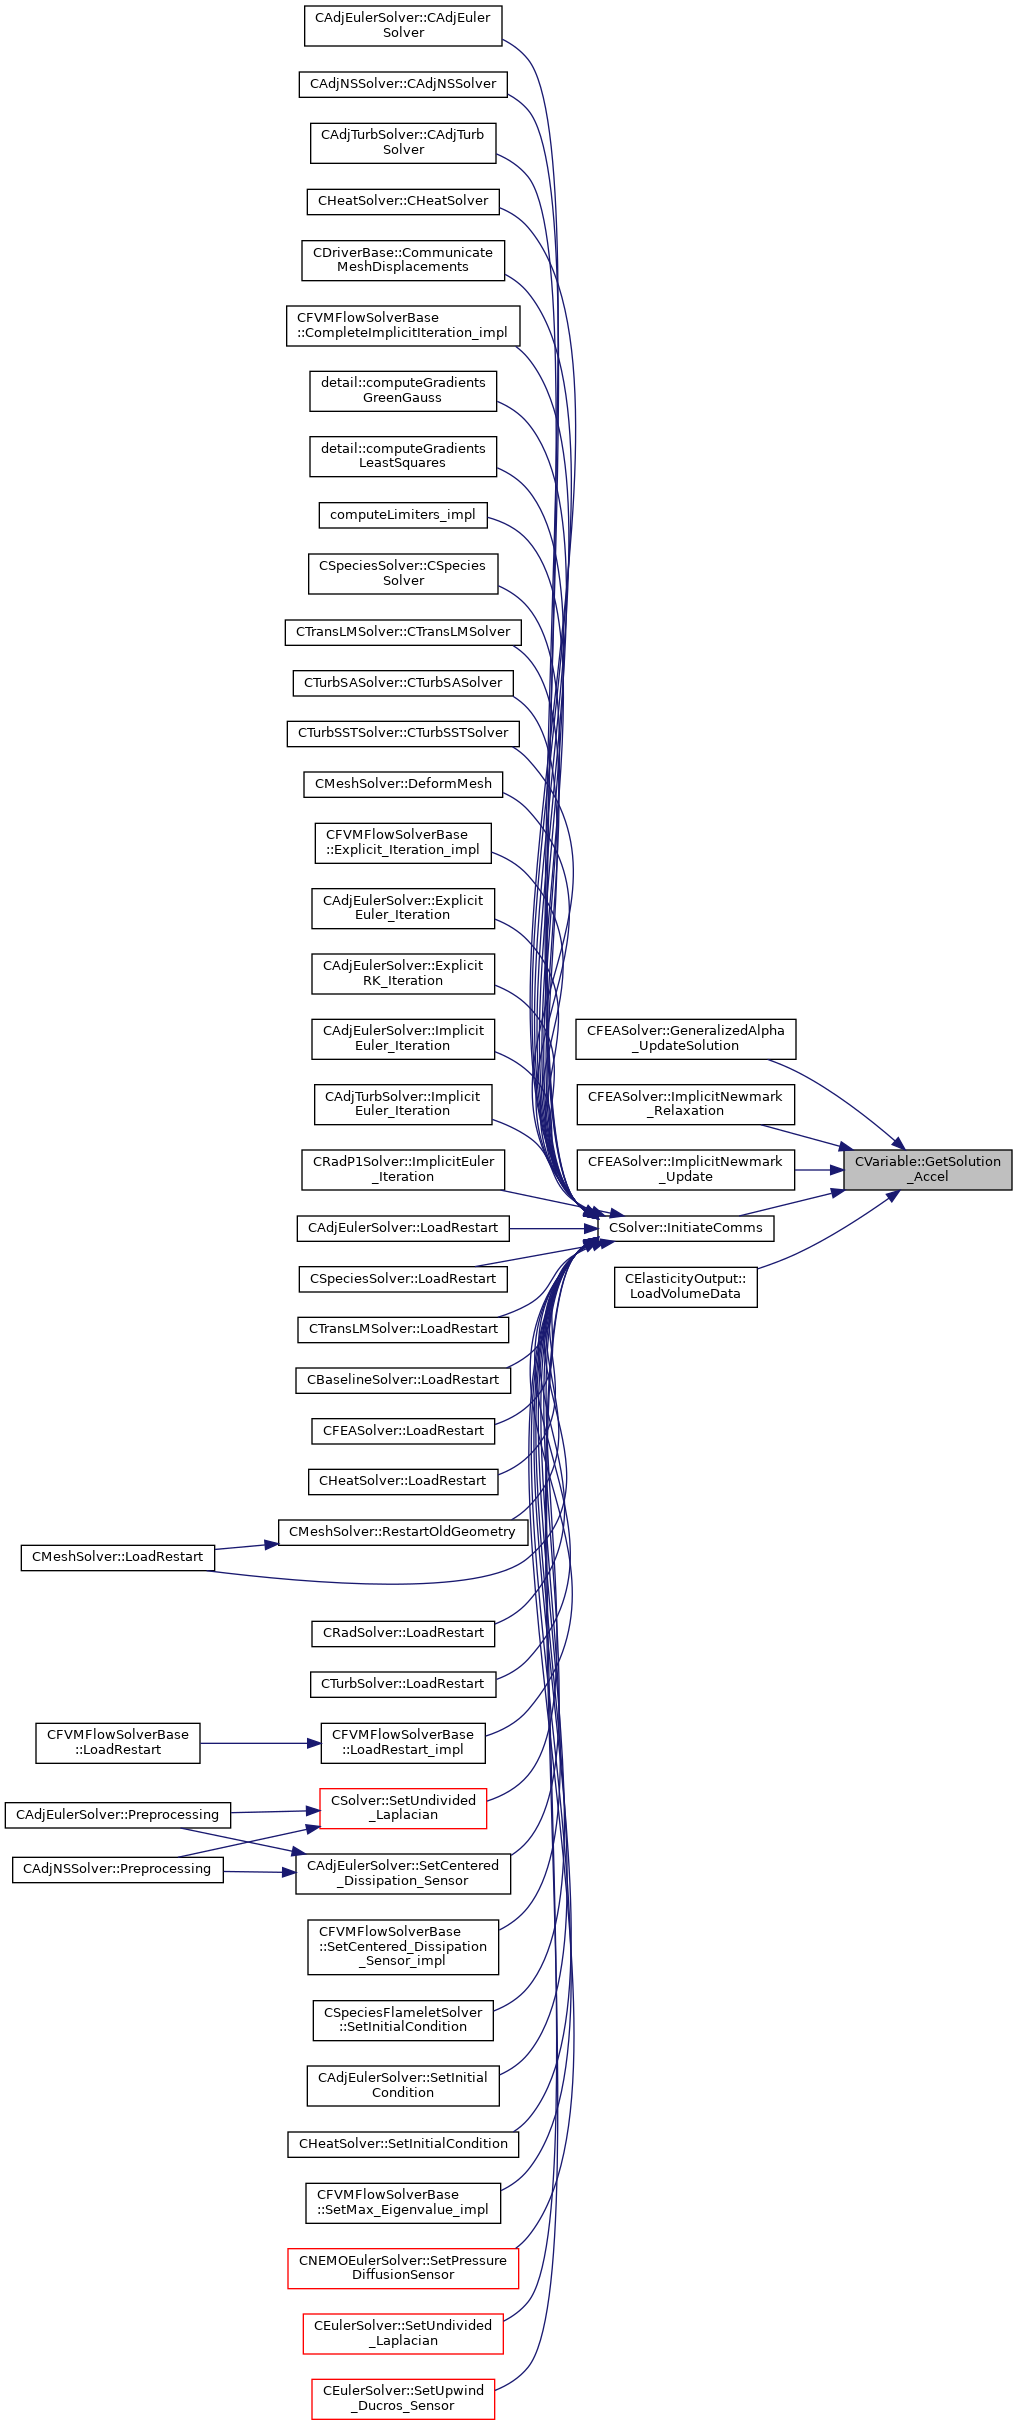 CAdjEulerSolver::CAdjEuler
Solver
CAdjNSSolver::CAdjNSSolver
CAdjTurbSolver::CAdjTurb
Solver
CHeatSolver::CHeatSolver
CDriverBase::Communicate
MeshDisplacements
CFVMFlowSolverBase
::CompleteImplicitIteration_impl
detail::computeGradients
GreenGauss
detail::computeGradients
LeastSquares
computeLimiters_impl
CSpeciesSolver::CSpecies
Solver
CTransLMSolver::CTransLMSolver
CTurbSASolver::CTurbSASolver
CTurbSSTSolver::CTurbSSTSolver
CMeshSolver::DeformMesh
CFVMFlowSolverBase
::Explicit_Iteration_impl
CAdjEulerSolver::Explicit
Euler_Iteration
CAdjEulerSolver::Explicit
RK_Iteration
CAdjEulerSolver::Implicit
Euler_Iteration
CAdjTurbSolver::Implicit
Euler_Iteration
CRadP1Solver::ImplicitEuler
_Iteration
CAdjEulerSolver::LoadRestart
CSpeciesSolver::LoadRestart
CTransLMSolver::LoadRestart
CBaselineSolver::LoadRestart
CFEASolver::LoadRestart
CHeatSolver::LoadRestart
CMeshSolver::RestartOldGeometry
CMeshSolver::LoadRestart
CRadSolver::LoadRestart
CTurbSolver::LoadRestart
CFVMFlowSolverBase
::LoadRestart_impl
CFVMFlowSolverBase
::LoadRestart
CSolver::SetUndivided
_Laplacian
CAdjEulerSolver::Preprocessing
CAdjNSSolver::Preprocessing
CAdjEulerSolver::SetCentered
_Dissipation_Sensor
CFVMFlowSolverBase
::SetCentered_Dissipation
_Sensor_impl
CSpeciesFlameletSolver
::SetInitialCondition
CAdjEulerSolver::SetInitial
Condition
CHeatSolver::SetInitialCondition
CFVMFlowSolverBase
::SetMax_Eigenvalue_impl
CNEMOEulerSolver::SetPressure
DiffusionSensor
CEulerSolver::SetUndivided
_Laplacian
CEulerSolver::SetUpwind
_Ducros_Sensor
CFEASolver::GeneralizedAlpha
_UpdateSolution
CFEASolver::ImplicitNewmark
_Relaxation
CFEASolver::ImplicitNewmark
_Update
CSolver::InitiateComms
CElasticityOutput::
LoadVolumeData
CVariable::GetSolution
_Accel